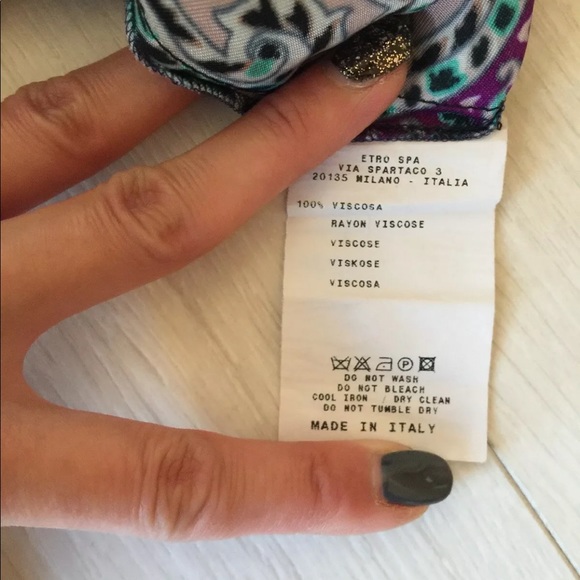 ETRO SPA
VIA SPARTACO 3
20135 MILANO - ITALIA
100% VISCOSA
RAYON VISCOSE
VISCOSE
VISKOSE
VISCOSA
P
DO NOT WASH
DO NOT BLEACH
COOL IRON / DRY CLEAN
DO NOT TUMBLE DRY
MADE IN ITALY